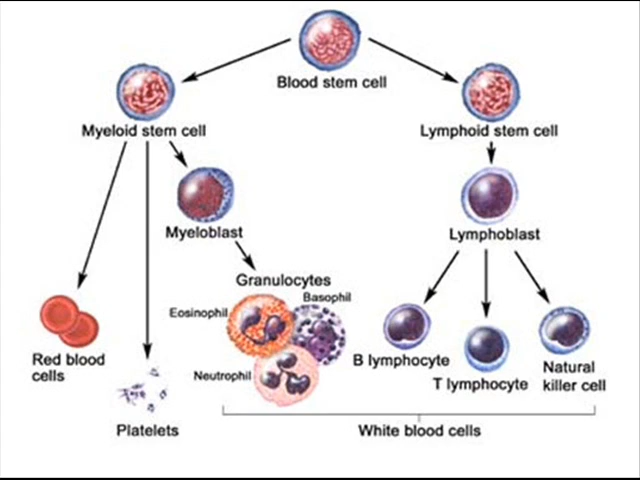 Blood stem cell
Myeloid stem cell
Lymphoid stem cell
Myeloblast
Lymphoblast
Granulocytes
Basophil
Eosinophil
Neutrophil
Red blood
cells
B lymphocyte
T lymphocyte
Natural
killer cell
Platelets
White blood cells